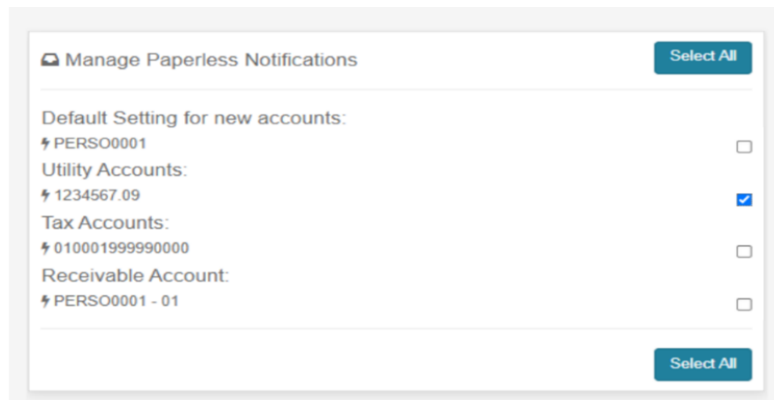 Manage Paperless Notifications
Select All
Default Setting for new accounts:
PERSO0001
Utility Accounts:
1234567.09
Tax Accounts:
010001999990000
Receivable Account:
PERSO0001 - 01
Select All